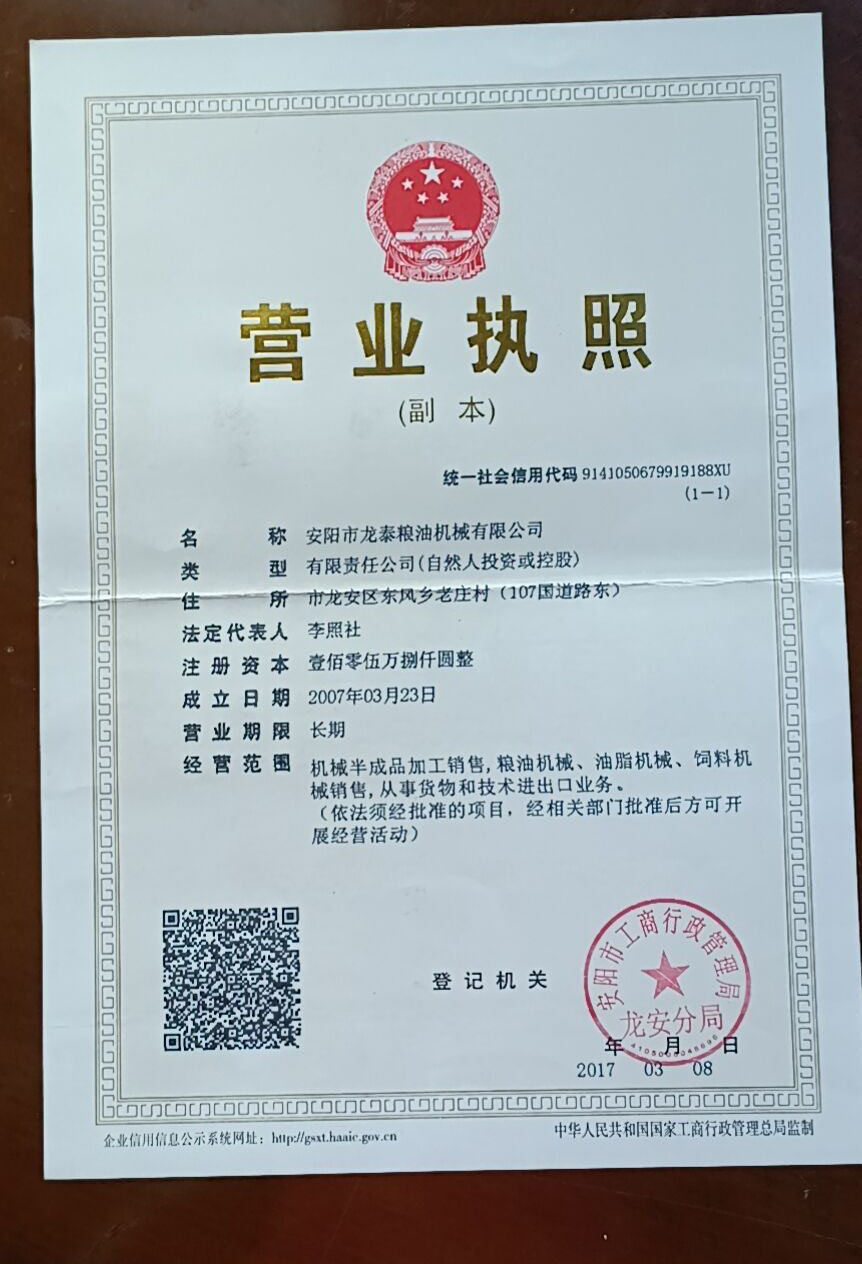 营业执照
(副 本)
统一社会信用代码 9141050679919188XU
(1-1)
名 称 安阳市龙泰粮油机械有限公司
类 型 有限责任公司(自然人投资或控股)
住 所 市龙安区东风乡老庄村（107国道路东）
法定代表人 李照社
注册资本 壹佰零伍万捌仟圆整
成立日期 2007年03月23日
营业期限 长期
经营范围 机械半成品加工销售,粮油机械、油脂机械、饲料机
械销售,从事货物和技术进出口业务。
（依法须经批准的项目，经相关部门批准后方可开
展经营活动）
安阳市工商行政管理局
登记机关
龙安分局
年 月 日
2017 03 08
企业信用信息公示系统网址：http://gsxt.haaic.gov.cn
中华人民共和国国家工商行政管理总局监制